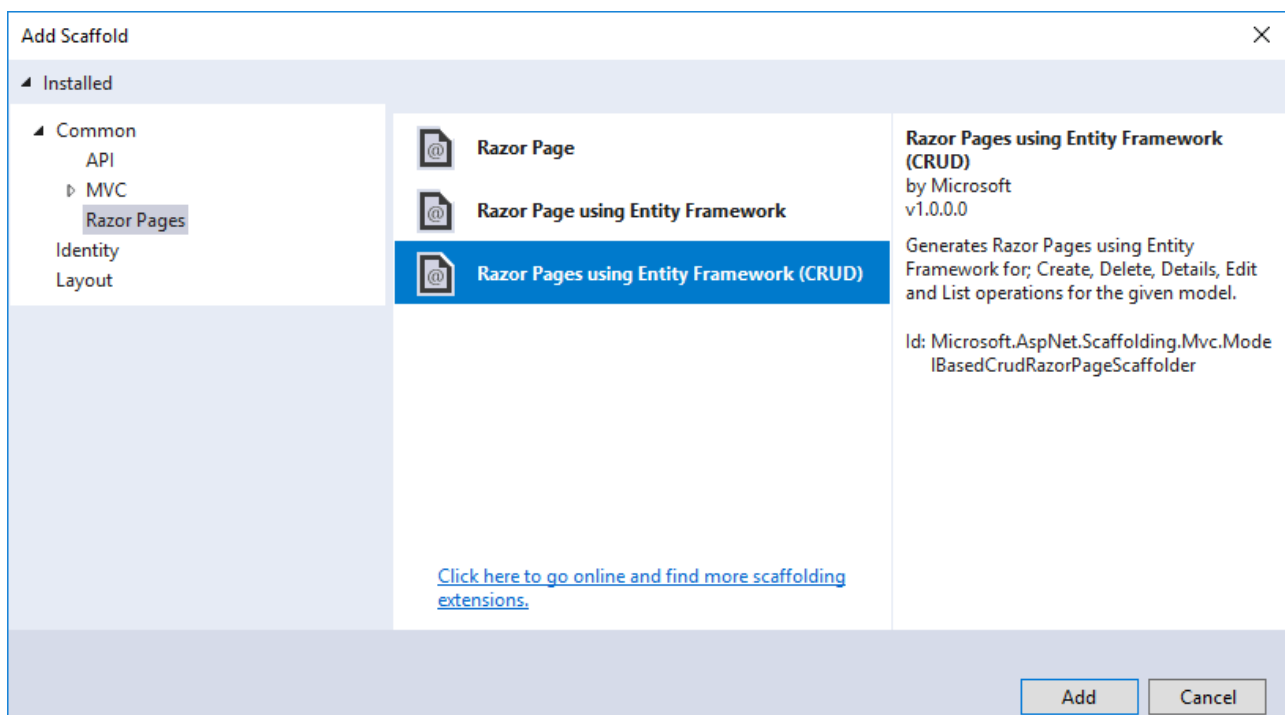 Add Scaffold
Installed
Common
API
MVC
Razor Pages
Identity
Layout
Razor Page
Razor Page using Entity Framework
Razor Pages using Entity Framework (CRUD)
Click here to go online and find more scaffolding
extensions.
Razor Pages using Entity Framework
(CRUD)
by Microsoft
v1.0.0.0
Generates Razor Pages using Entity
Framework for; Create, Delete, Details, Edit
and List operations for the given model.
Id: Microsoft.AspNet.Scaffolding.Mvc.Mode
lBasedCrudRazorPageScaffolder
Add
Cancel